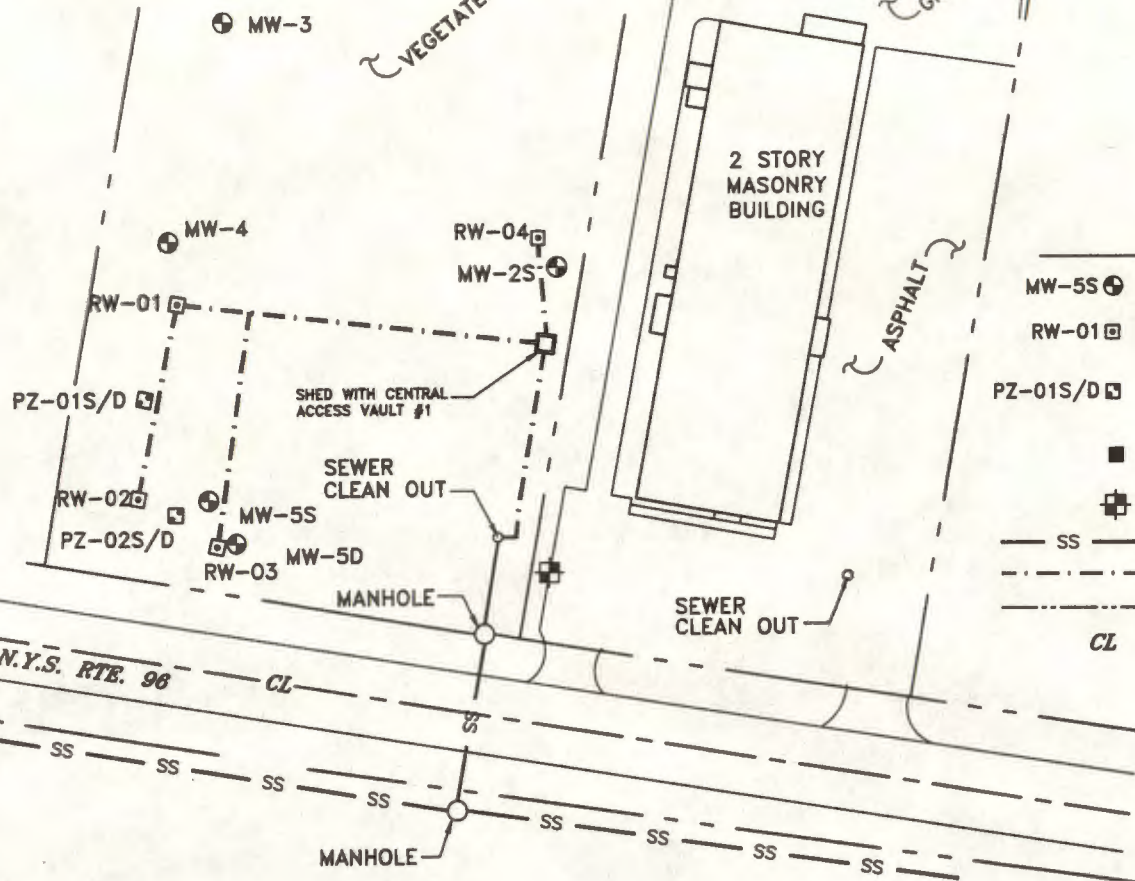 MW-3
VEGETATE
2 STORY
MASONRY
BUILDING
MW-4
RW-04
MW-2S
RW-01
ASPHALT
MW-5S
RW-01
PZ-01S/D
SHED WITH CENTRAL
ACCESS VAULT #1
PZ-01S/D
SEWER
CLEAN OUT
RW-02
MW-5S
PZ-02S/D
MW-5D
RW-03
SS
MANHOLE
SEWER
CLEAN OUT
CL
N.Y.S. RTE. 96
CL
SS
SS
SS
SS
SS
SS
SS
SS
SS
MANHOLE